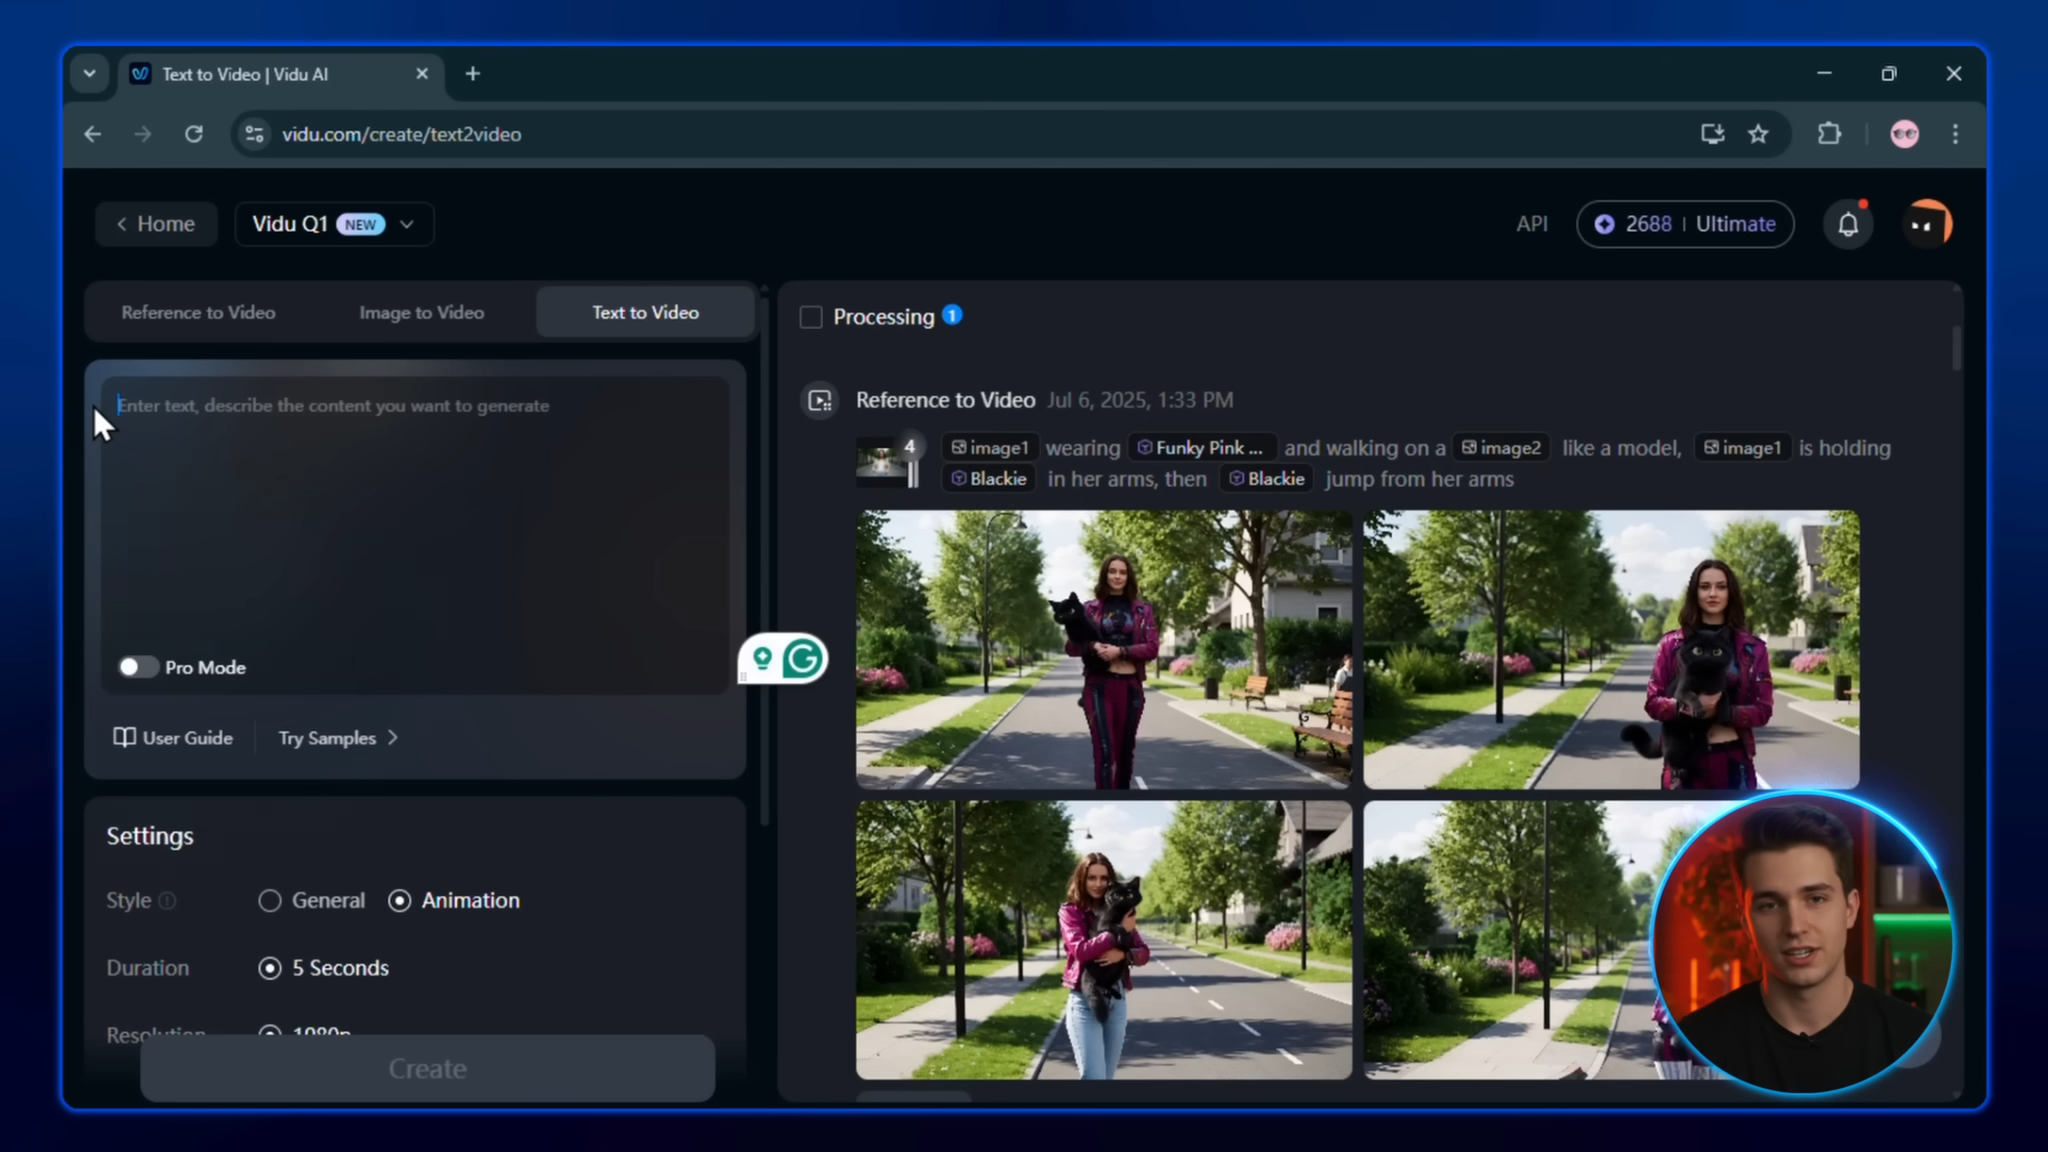 Text to Video | Vidu AI
vidu.com/create/text2video
Home
Vidu Q1 NEW
API
2688 | Ultimate
Reference to Video
Image to Video
Text to Video
Enter text, describe the content you want to generate
Pro Mode
User Guide
Try Samples
Settings
Style
General
Animation
Duration
5 Seconds
Resolution
1080p
Create
Processing 1
Reference to Video Jul 6, 2025, 1:33 PM
4
image1 wearing Funky Pink ... and walking on a image2 like a model, image1 is holding
Blackie in her arms, then Blackie jump from her arms